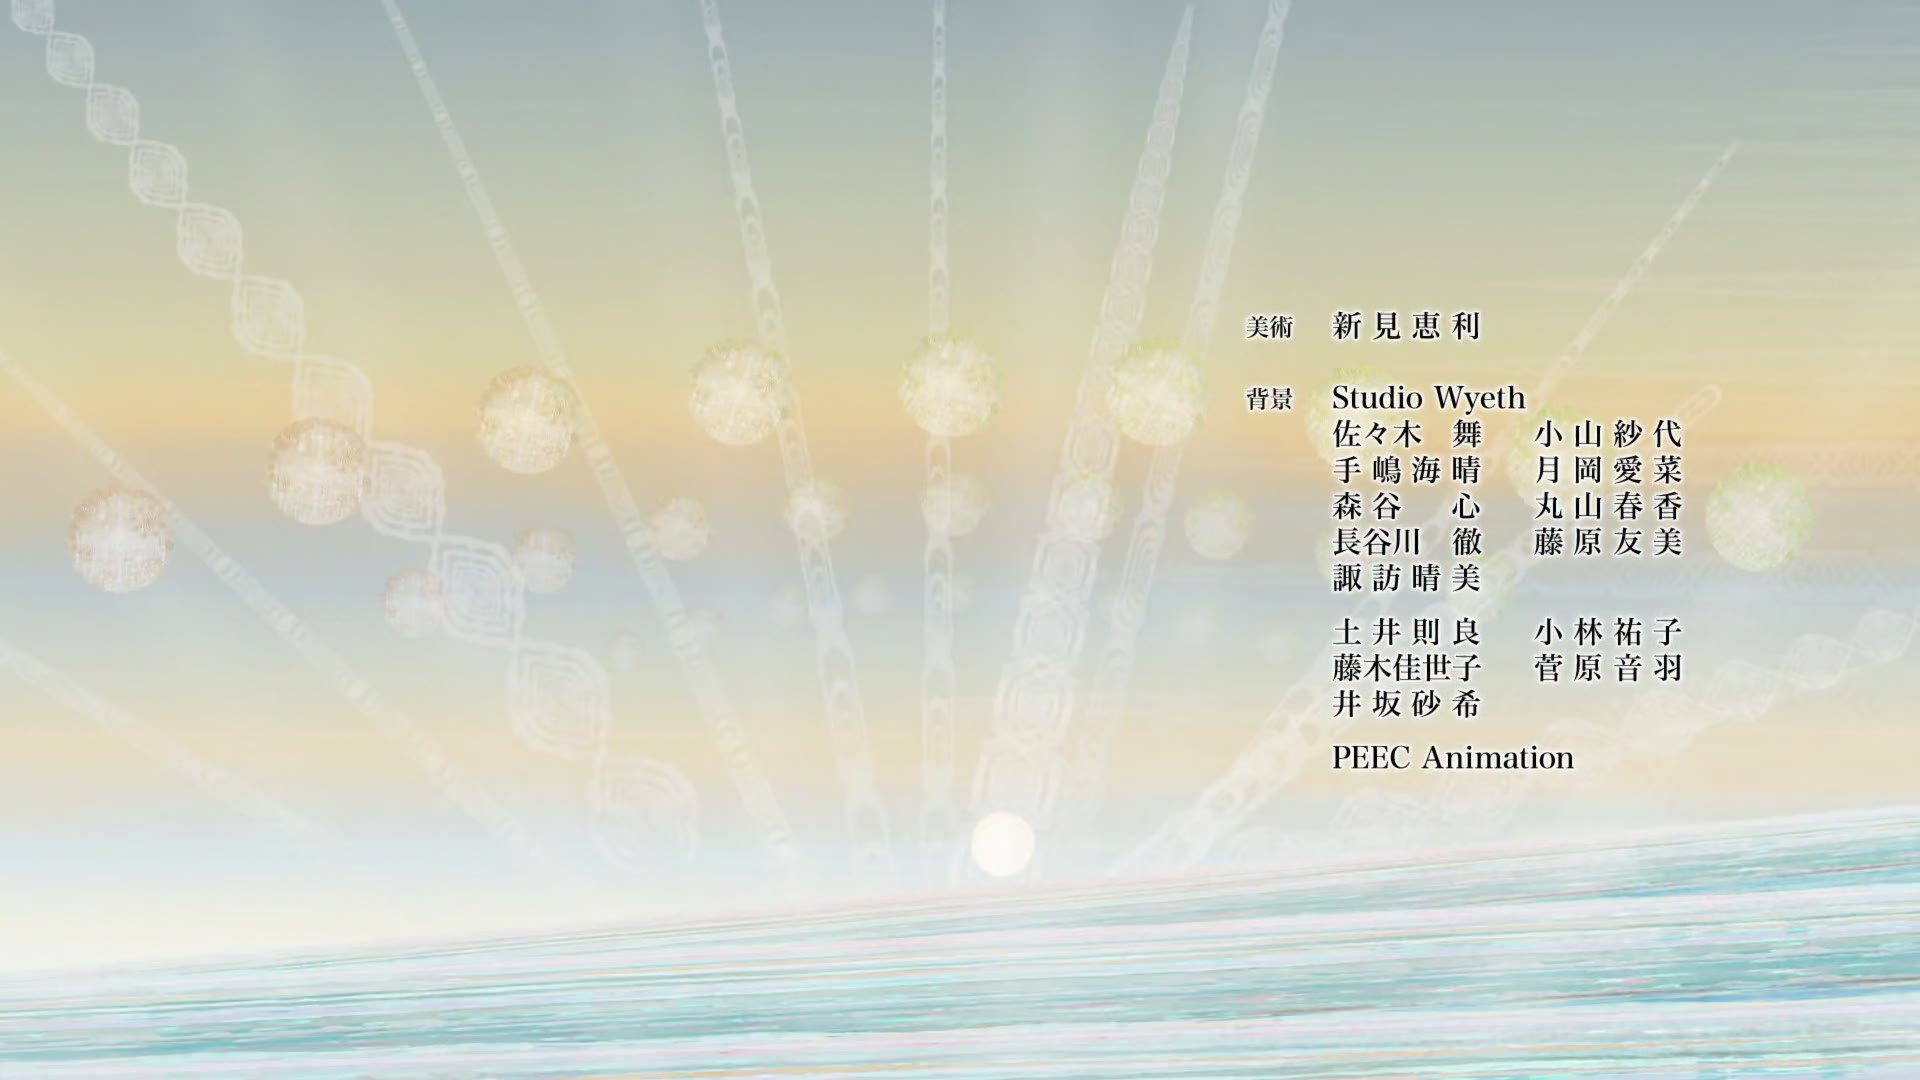 美術 新見恵利
背景 Studio Wyeth
佐々木 舞 小山紗代
手嶋海晴 月岡愛菜
森谷 心 丸山春香
長谷川 徹 藤原友美
諏訪晴美
土井則良 小林祐子
藤木佳世子 菅原音羽
井坂砂希
PEEC Animation